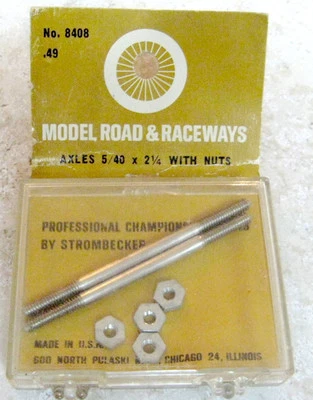 No. 8408
.49
MODEL ROAD & RACEWAYS
AXLES 5/40 x 2¼ WITH NUTS
PROFESSIONAL CHAMPIONS
BY STROMBECKER
MADE IN U.S.A.
600 NORTH PULASKI CHICAGO 24, ILLINOIS